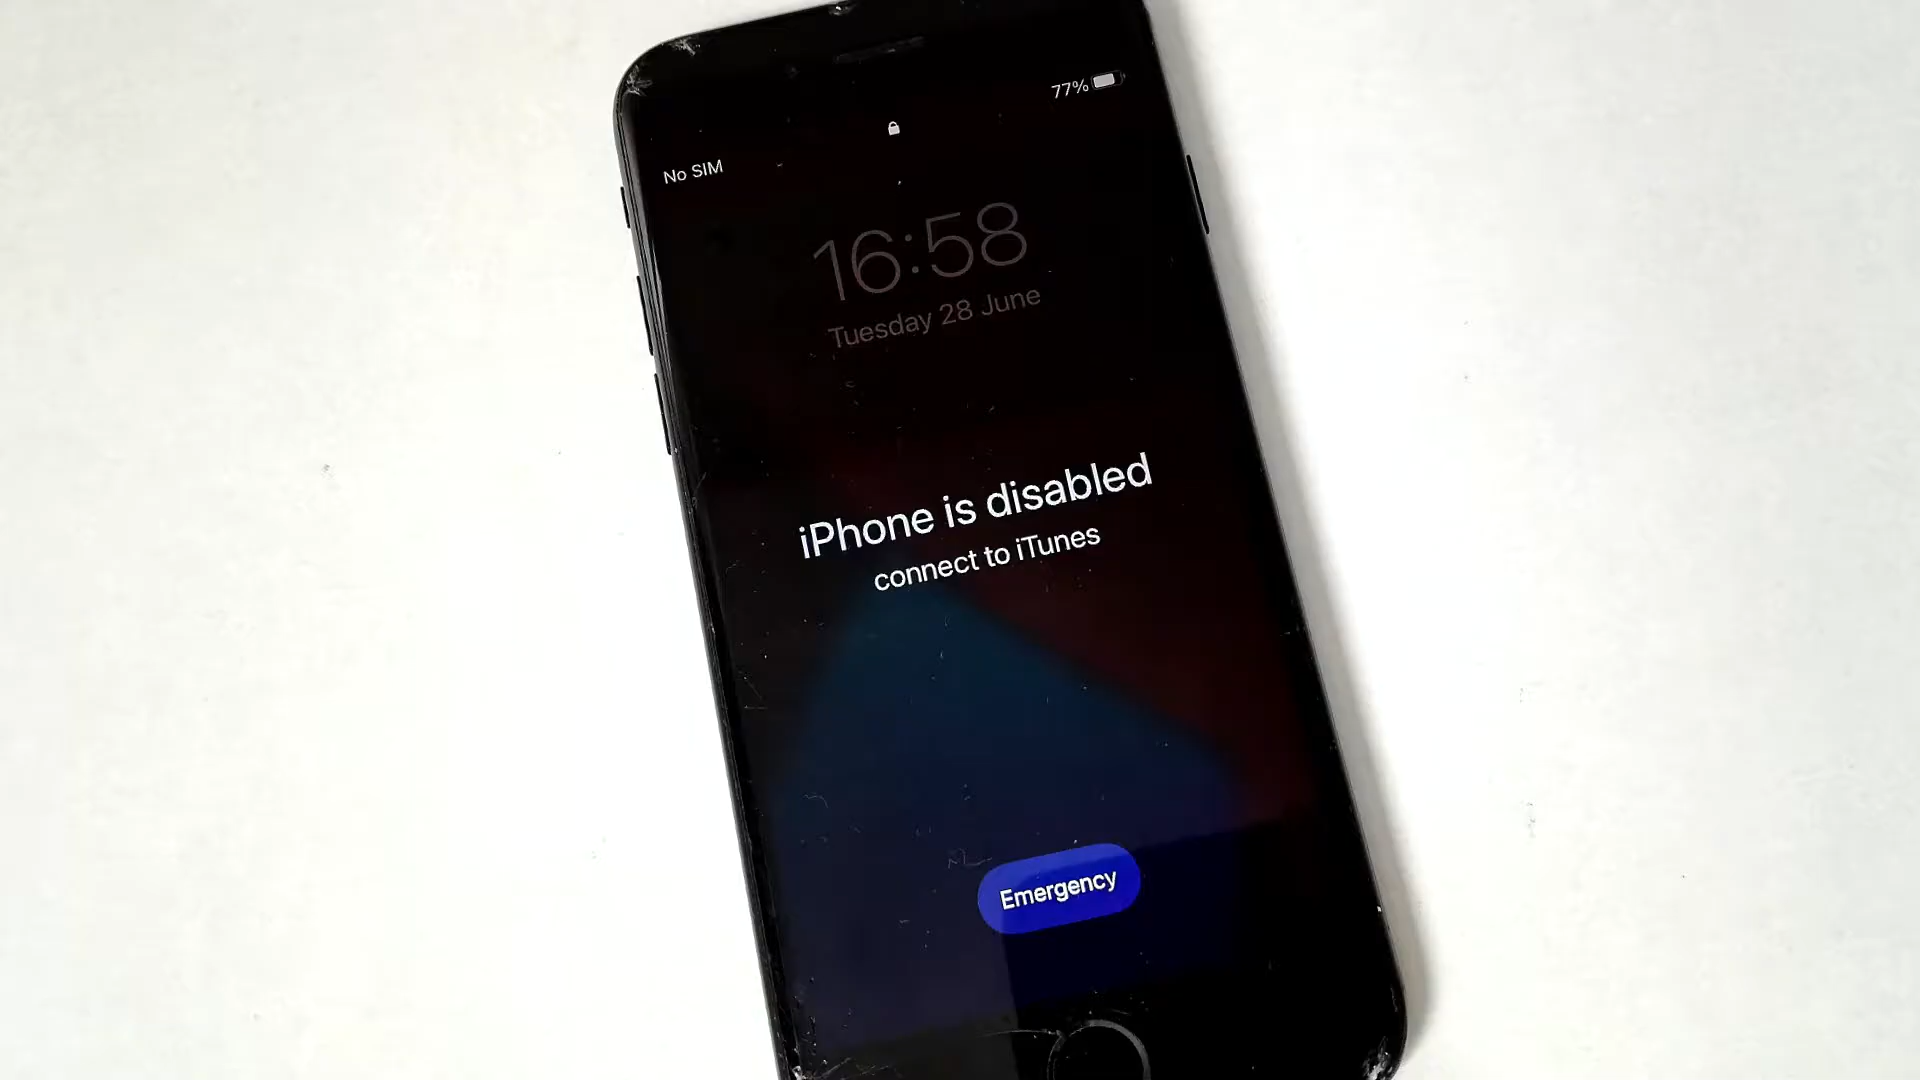 77%
No SIM
16:58
Tuesday 28 June
iPhone is disabled
connect to iTunes
Emergency